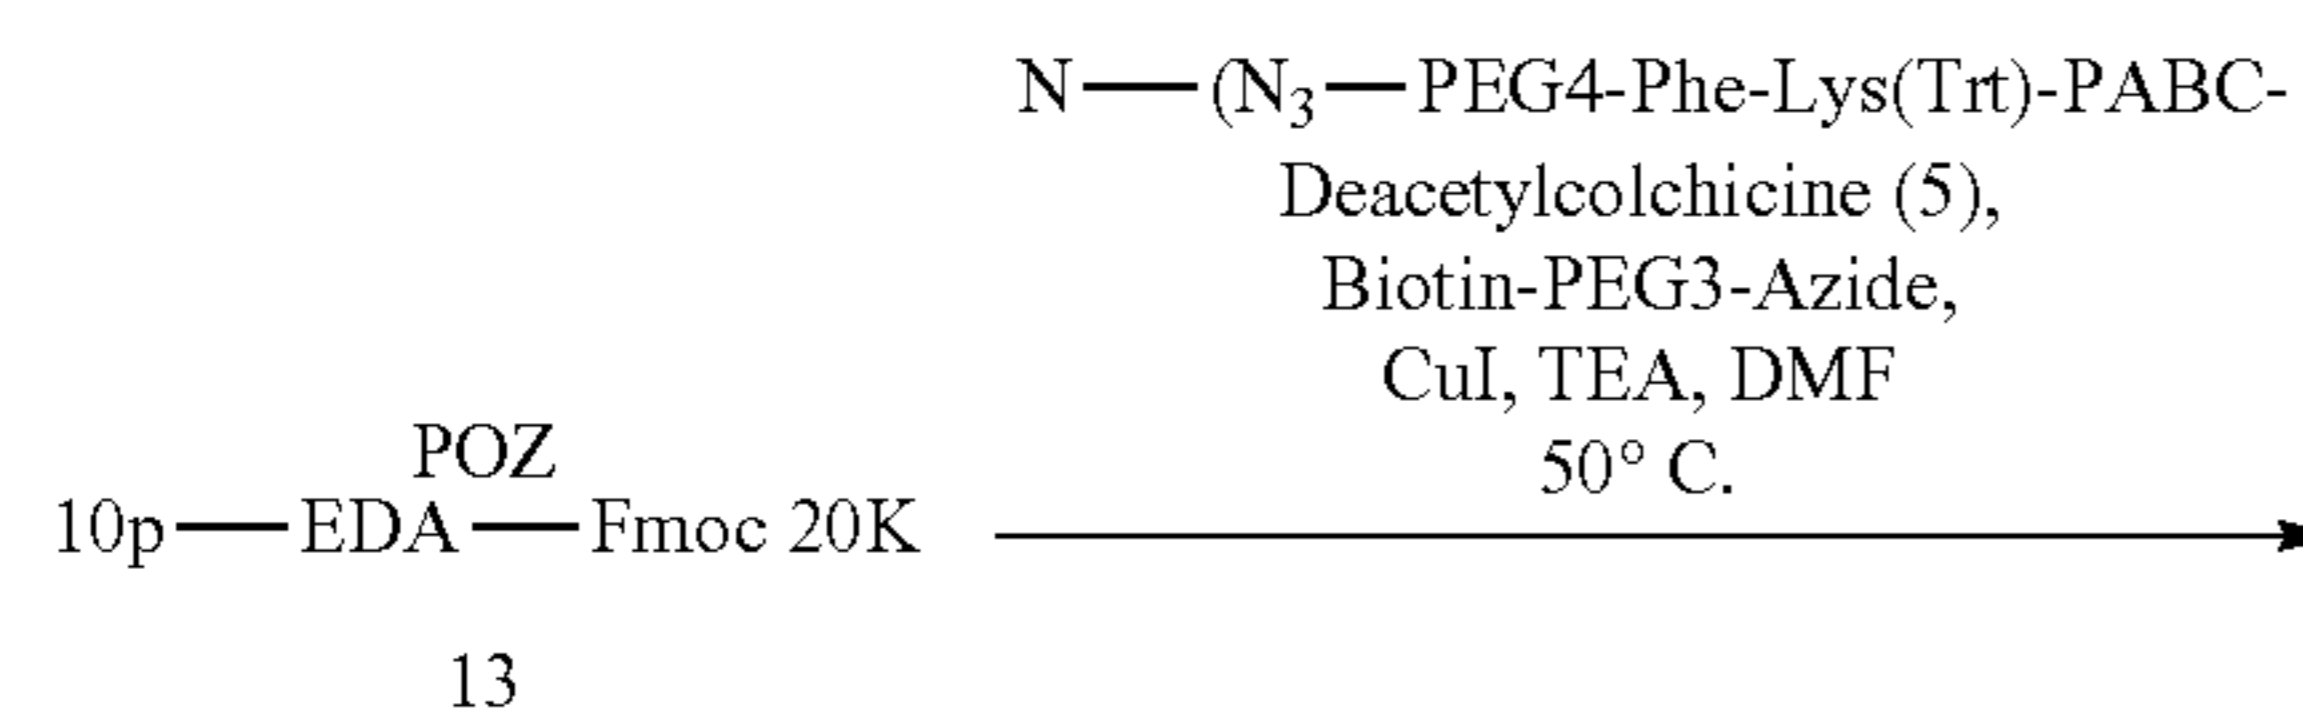 N—(N3—PEG4-Phe-Lys(Trt)-PABC-
Deacetylcolchicine (5),
Biotin-PEG3-Azide,
CuI, TEA, DMF
50° C.
POZ
10p—EDA—Fmoc 20K
13